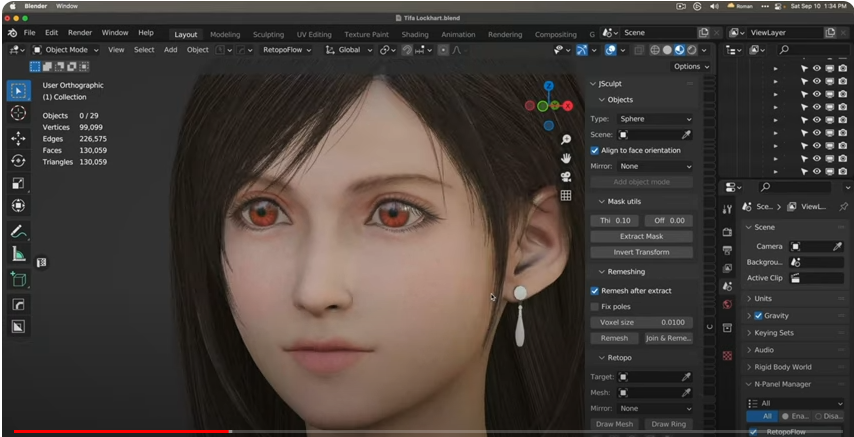 Blender Window
Roman
Sat Sep 10 1:34 PM
Tifa Lockhart.blend
File Edit Render Window Help
Layout Modeling Sculpting UV Editing Texture Paint Shading Animation Rendering Compositing G
Scene
ViewLayer
Object Mode View Select Add Object RetopoFlow Global
Options
User Orthographic
(1) Collection
Objects 0 / 29
Vertices 99,099
Edges 226,575
Faces 130,059
Triangles 130,059
Z
X
JSculpt
Objects
Type: Sphere
Scene:
Align to face orientation
Mirror: None
Add object mode
Mask utils
Thi 0.10 Off 0.00
Extract Mask
Invert Transform
Remeshing
Remesh after extract
Fix poles
Voxel size 0.0100
Remesh Join & Reme...
Retopo
Target:
Mesh:
Mirror: None
Draw Mesh Draw Ring
Sce... ViewL...
Scene
Camera
Backgrou...
Active Clip
Units
Gravity
Keying Sets
Audio
Rigid Body World
N-Panel Manager
All
All Ena... Disa...
RetopoFlow